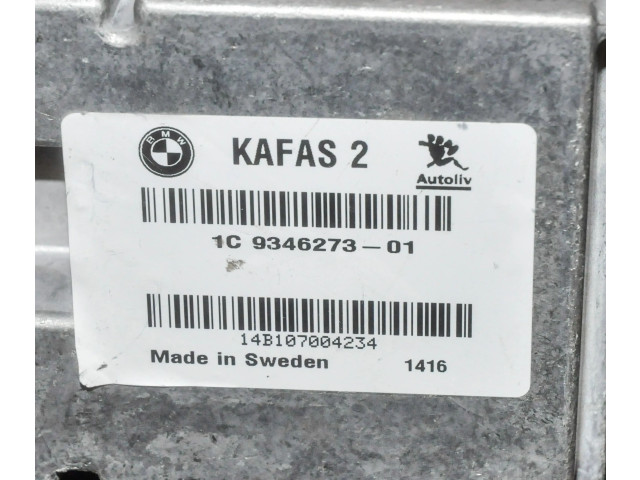 BMW
KAFAS 2
Autoliv
1C 9346273-01
14B107004234
Made in Sweden 1416